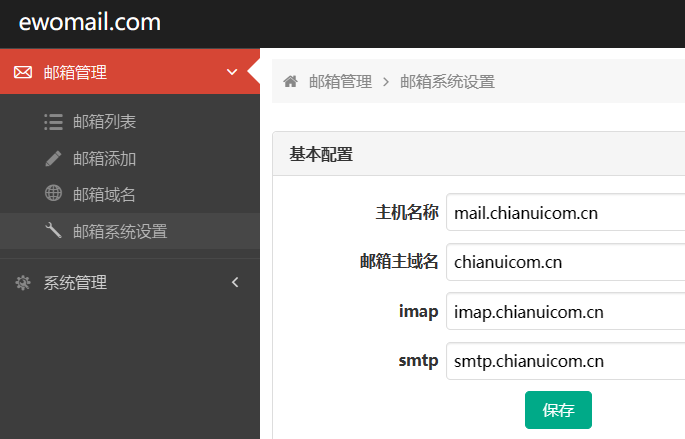 ewomail.com
邮箱管理
邮箱列表
邮箱添加
邮箱域名
邮箱系统设置
系统管理
邮箱管理 > 邮箱系统设置
基本配置
主机名称 mail.chianuicom.cn
邮箱主域名 chianuicom.cn
imap imap.chianuicom.cn
smtp smtp.chianuicom.cn
保存